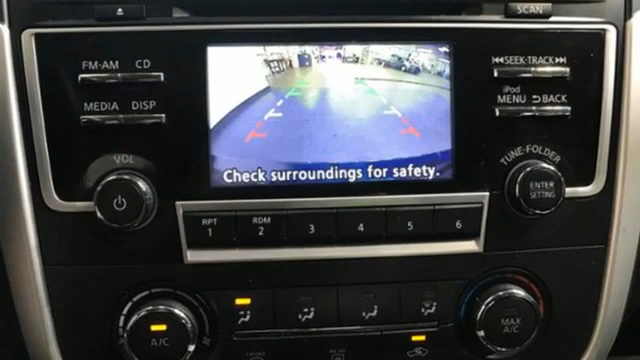 SCAN
FM·AM CD
SEEK·TRACK
MEDIA DISP
iPod
MENU BACK
Check surroundings for safety.
VOL
TUNE·FOLDER
ENTER
SETTING
RPT RDM
1 2 3 4 5 6
A/C
MAX
A/C